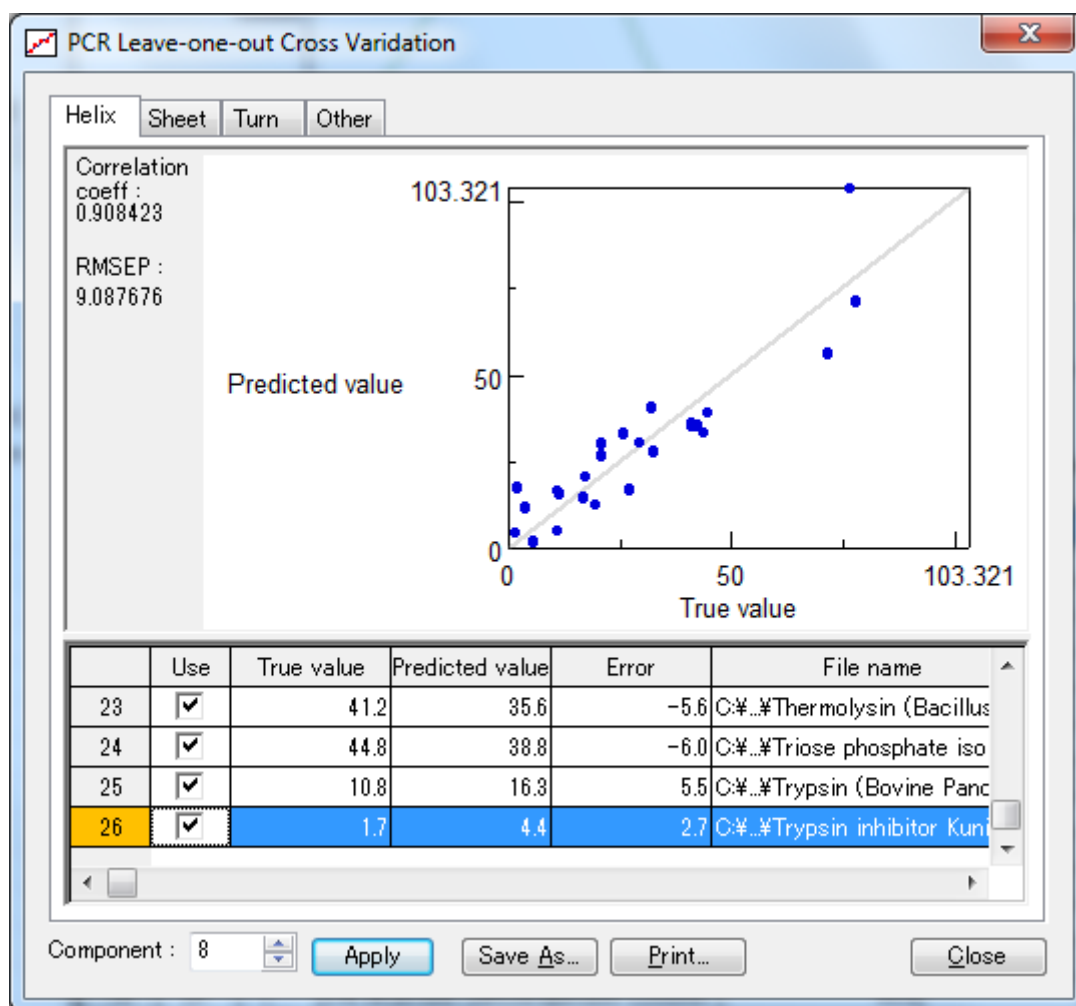 PCR Leave-one-out Cross Varidation
Helix Sheet Turn Other
Correlation
coeff :
0.908423
RMSEP :
9.087676
103.321
Predicted value
50
0
0 50 103.321
True value
Use True value Predicted value Error File name
23 41.2 35.6 -5.6 C:¥..¥Thermolysin (Bacillus
24 44.8 38.8 -6.0 C:¥..¥Triose phosphate iso
25 10.8 16.3 5.5 C:¥..¥Trypsin (Bovine Panc
26 1.7 4.4 2.7 C:¥..¥Trypsin inhibitor Kuni
Component : 8 Apply Save As... Print... Close